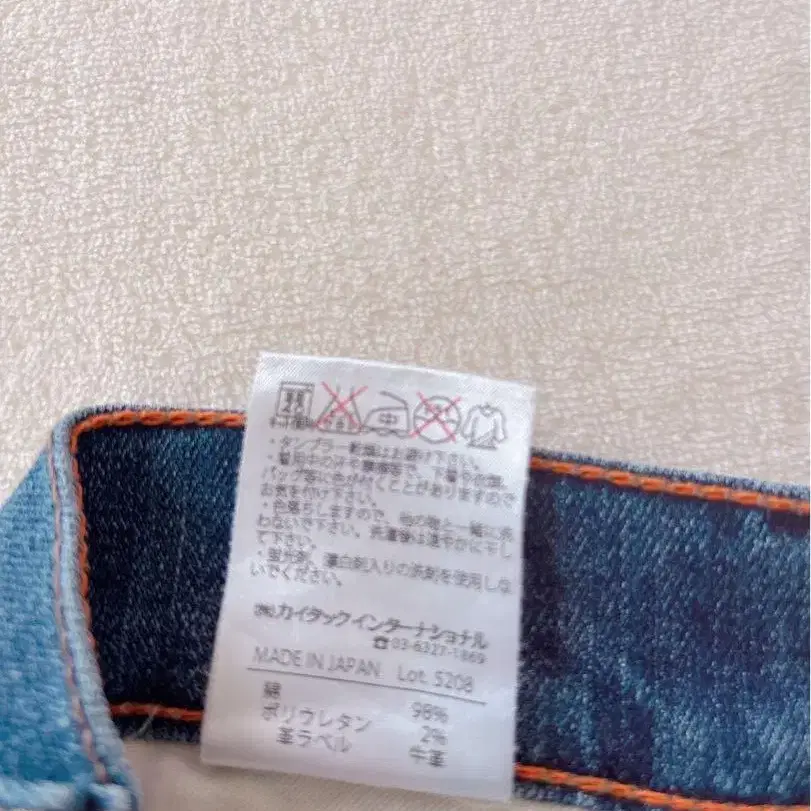 中
・タンブラー乾燥はお避け下さい。
・着用中の汗や摩擦等で、下着や衣類、
バッグ等に色が付くことがありますので
お気を付け下さい。
・色落ちしますので、他の物と一緒に洗
わないで下さい。洗濯後は速やかに干し
て下さい。
・蛍光剤、漂白剤入りの洗剤を使用しな
いでください。
㈱カイタックインターナショナル
☎03-6327-1869
MADE IN JAPAN Lot. 5208
綿 98%
ポリウレタン 2%
革ラベル 牛革